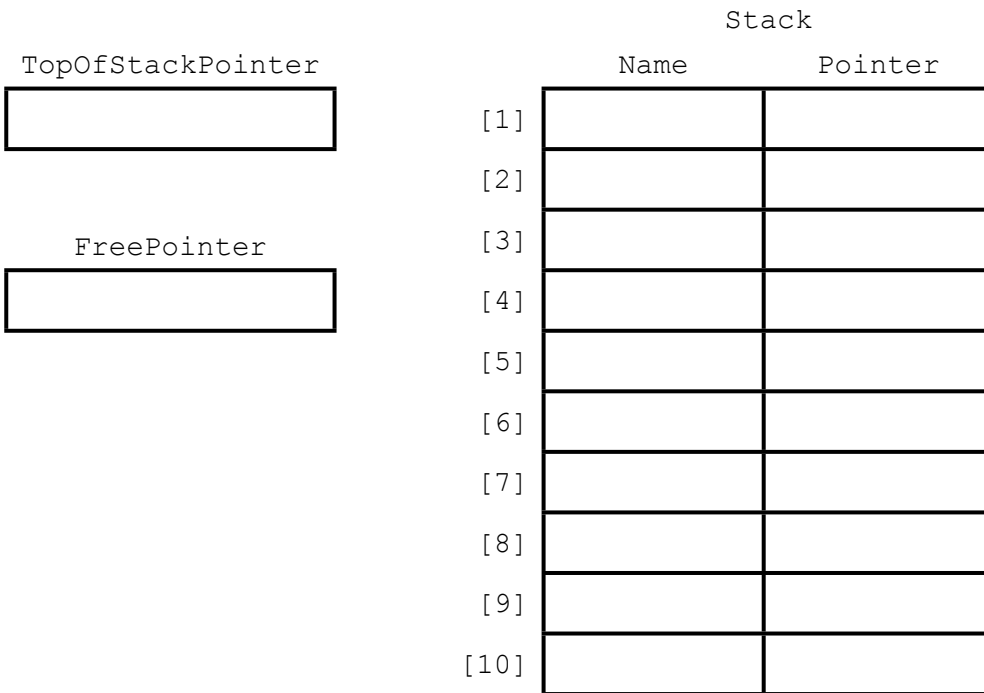 Stack
TopOfStackPointer
Name Pointer
[1]
[2]
FreePointer
[3]
[4]
[5]
[6]
[7]
[8]
[9]
[10]